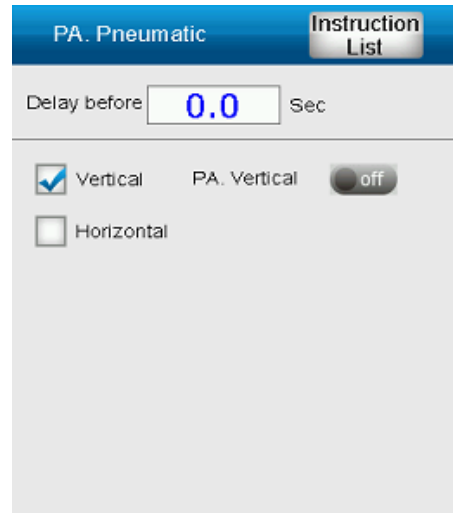 PA. Pneumatic
Instruction
List
Delay before 0.0 Sec
Vertical PA. Vertical off
Horizontal